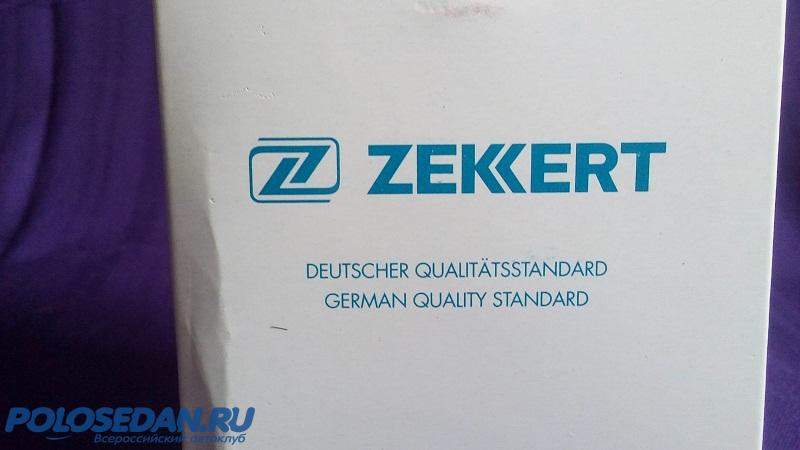 ZEKKERT
DEUTSCHER QUALITÄTSSTANDARD
GERMAN QUALITY STANDARD
POLOSEDAN.RU
Всероссийский автоклуб